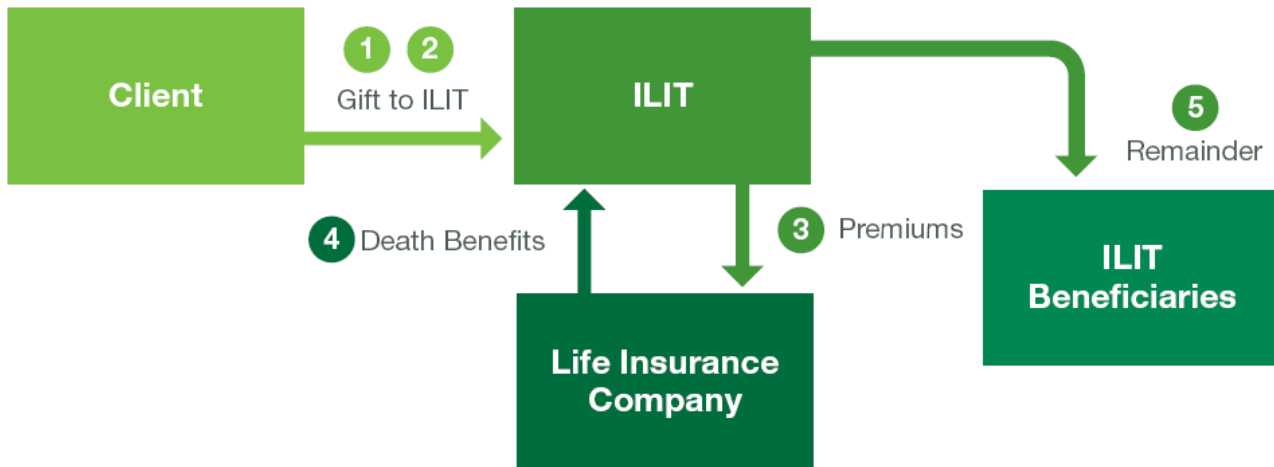 Client
1 2
Gift to ILIT
ILIT
5
Remainder
4 Death Benefits
3 Premiums
ILIT
Beneficiaries
Life Insurance
Company